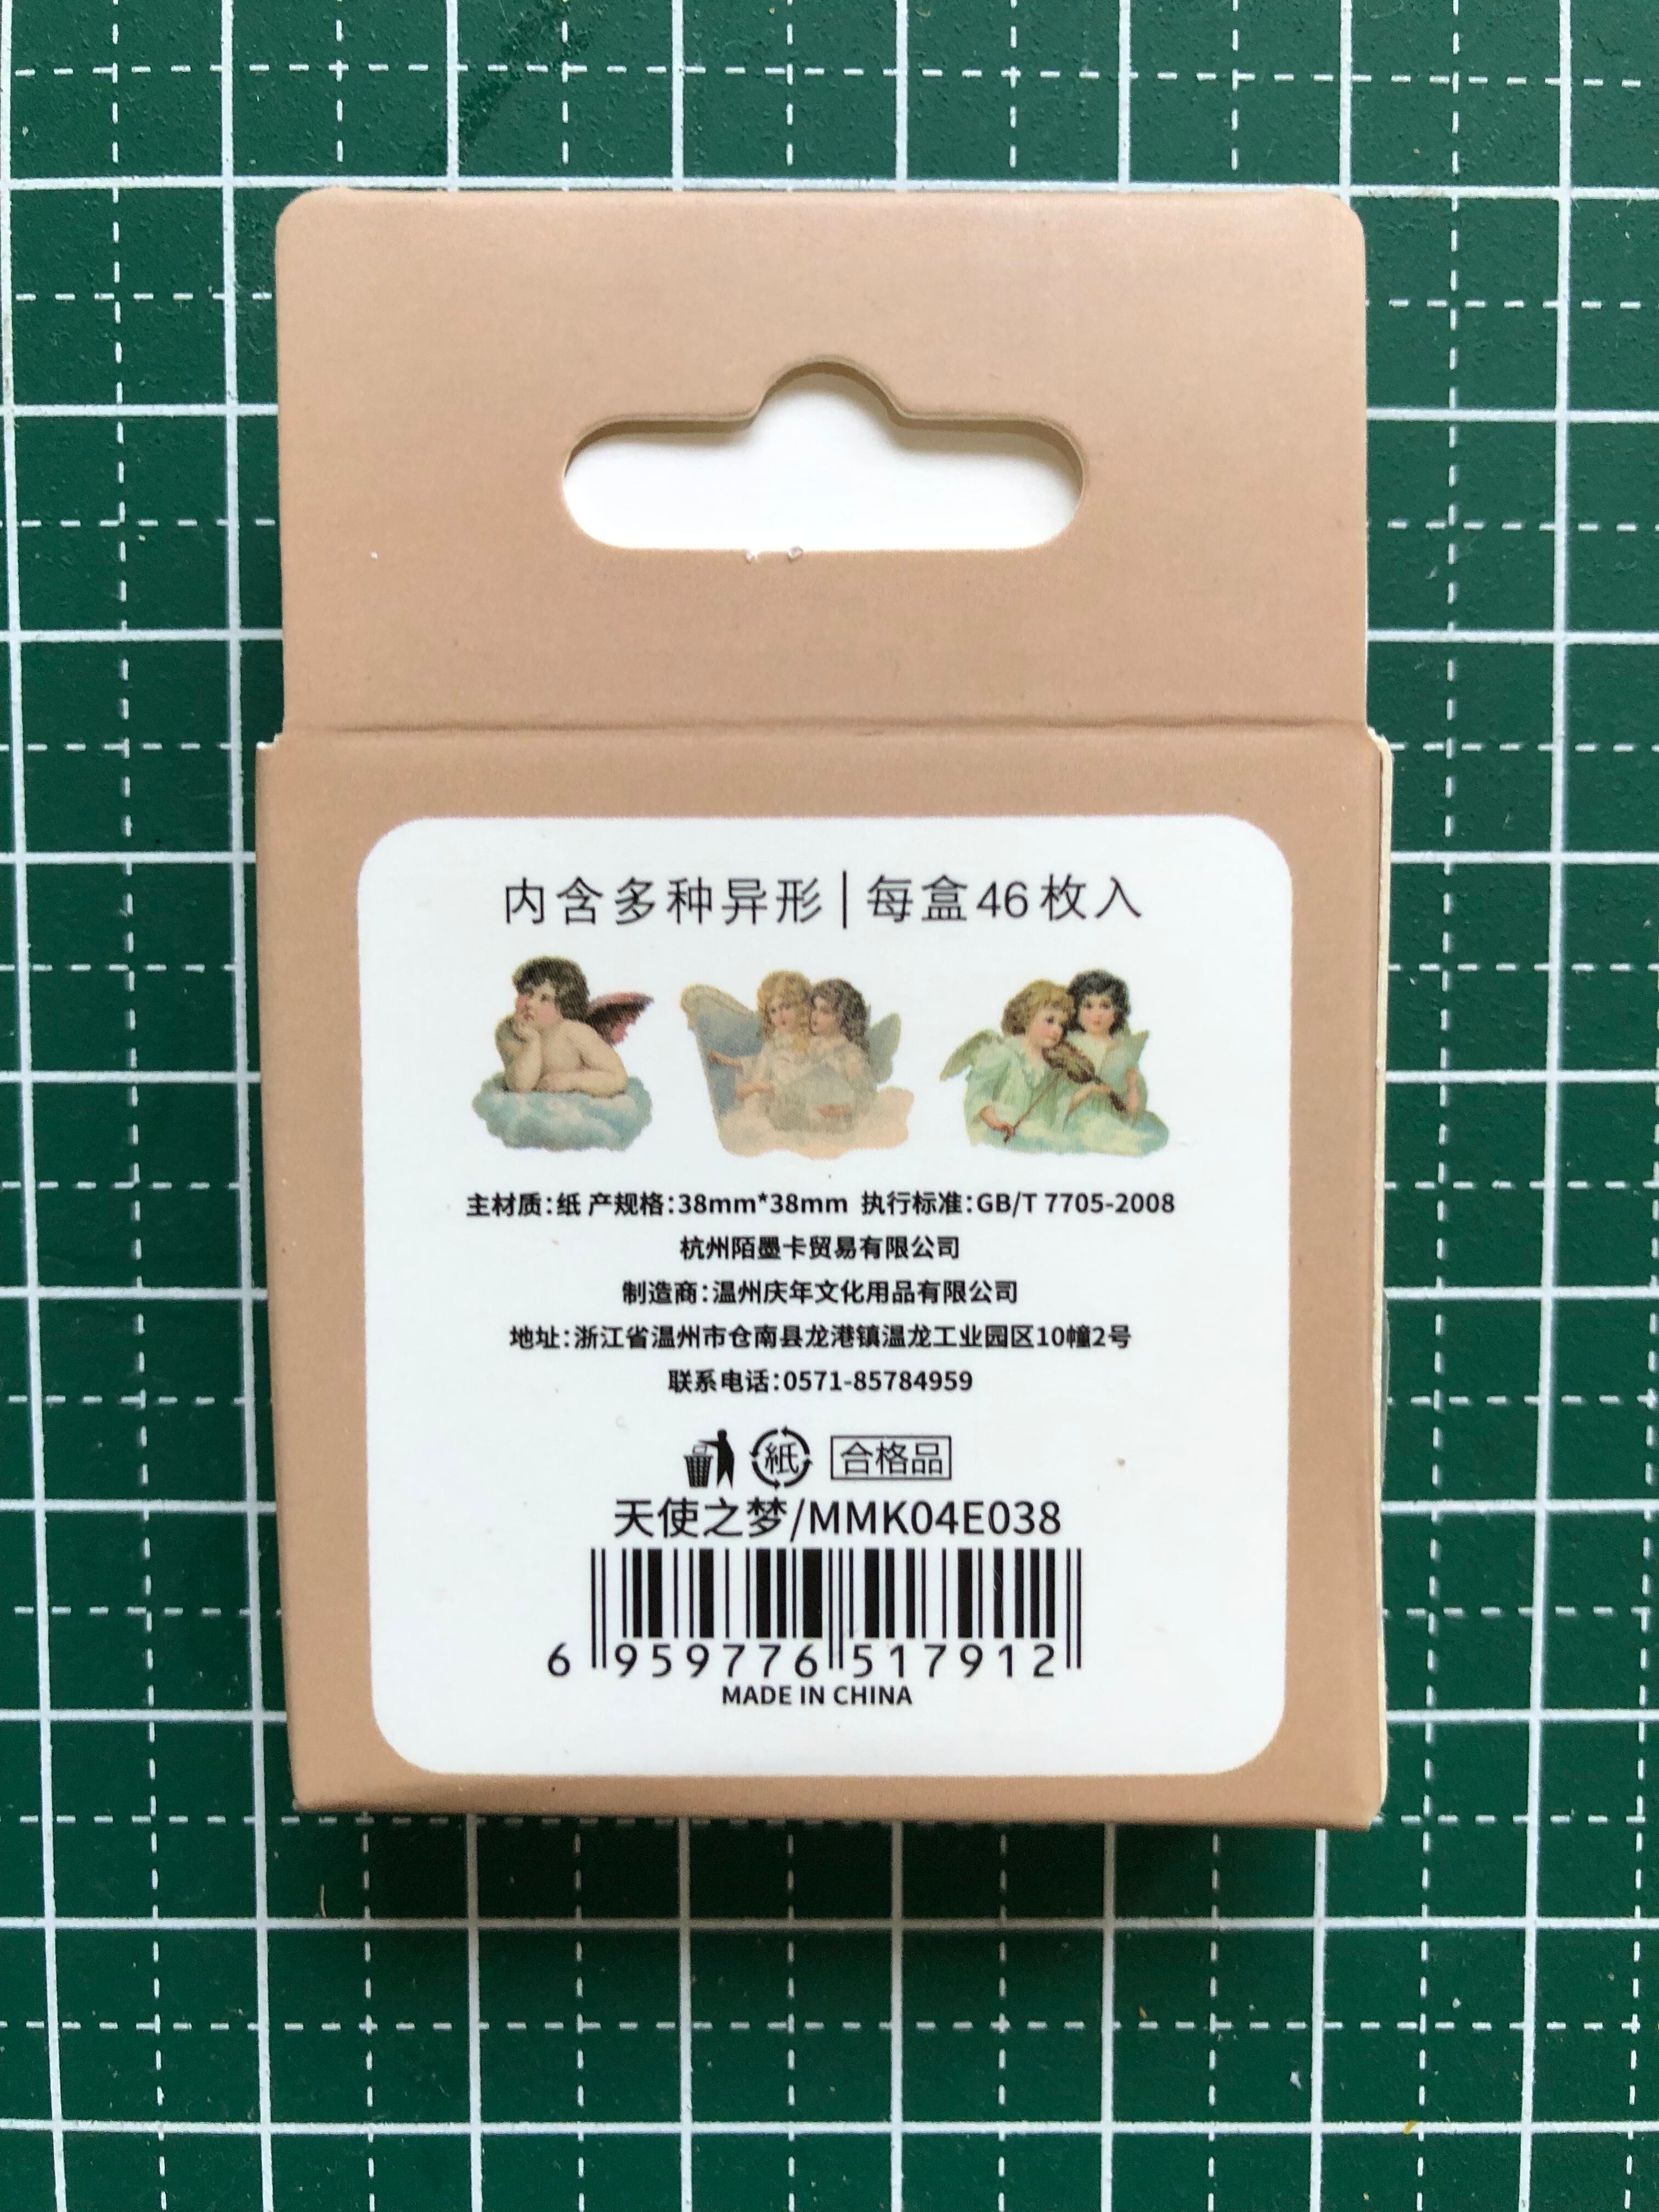 内含多种异形|每盒46枚入
主材质:纸 产规格:38mm*38mm 执行标准:GB/T 7705-2008
杭州陌墨卡贸易有限公司
制造商:温州庆年文化用品有限公司
地址:浙江省温州市仓南县龙港镇温龙工业园区10幢2号
联系电话:0571-85784959
紙 合格品
天使之梦/MMK04E038
6 959776 517912
MADE IN CHINA